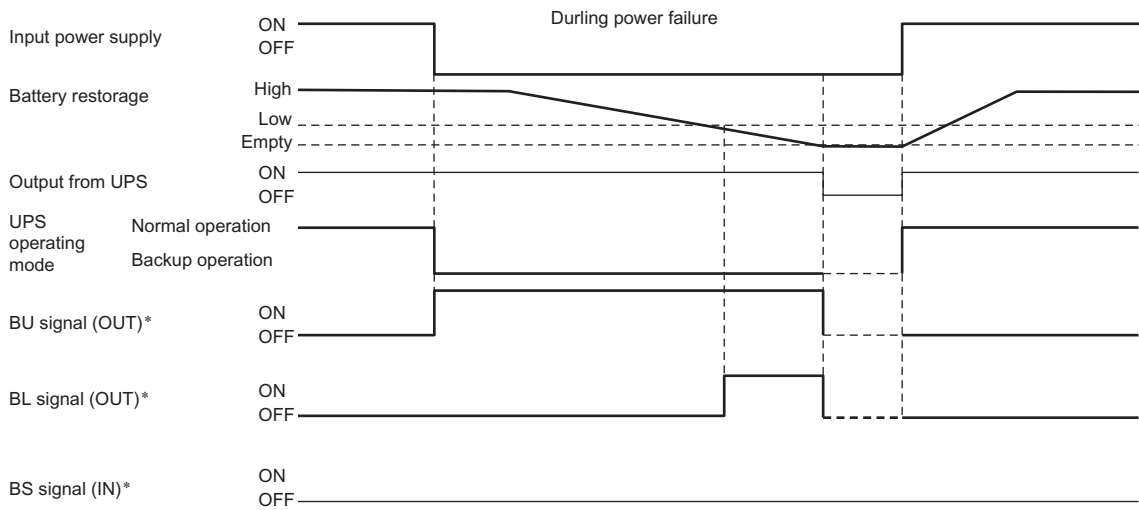 Durling power failure
Input power supply
ON
OFF
Battery restorage
High
Low
Empty
Output from UPS
ON
OFF
UPS
operating
mode
Normal operation
Backup operation
BU signal (OUT)*
ON
OFF
BL signal (OUT)*
ON
OFF
BS signal (IN)*
ON
OFF